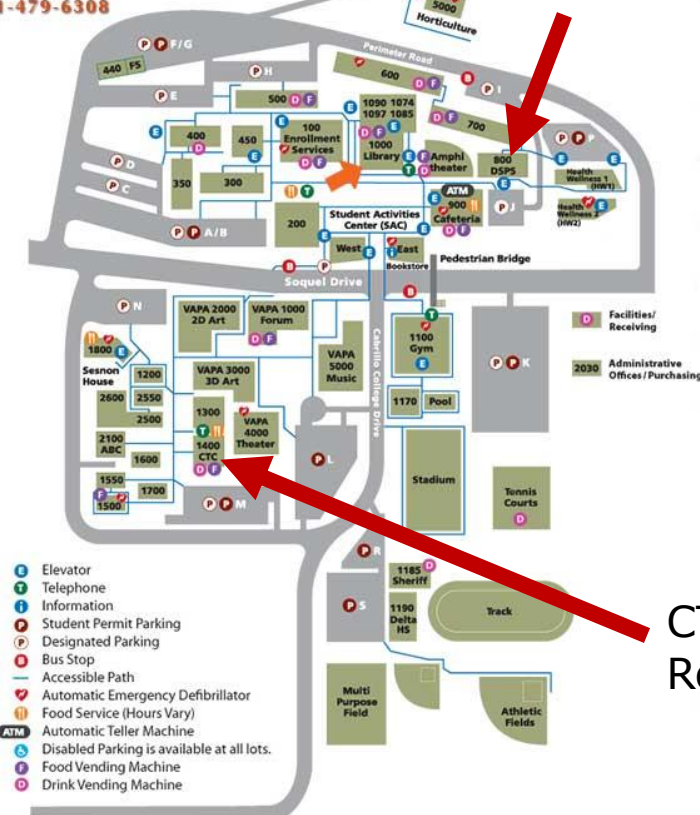 1-479-6308
5000
Horticulture
P P F/G
440 FS
P H
Perimeter Road
600
D F
B
P I
P E
500 D F
1090 1074
1097 1085
D F E
1000
Library
E
D F
700
P P P
E
400
D
450
E
E
100
Enrollment
Services
D F
E F
T D
Amphi
theater
800
DSPS
E
E
E
Health
Wellness 1
(HW1)
P D
P C
350
300
T
ATM
900
Cafeteria
D F
E
P J
Health
Wellness 2
(HW2)
E
P P A/B
200
Student Activities
Center (SAC)
E
E
West
E
i
East
Bookstore
Pedestrian Bridge
B
P
Soquel Drive
B
P N
VAPA 2000
2D Art
VAPA 1000
Forum
D F
T
1100
Gym
E
D
Facilities/
Receiving
2030
Administrative
Offices/Purchasing
1800
E
Sesnon
House
VAPA
5000
Music
Cabrillo College Drive
P P K
1200
VAPA 3000
3D Art
2600
2550
2500
1300
T
VAPA
4000
Theater
1170
Pool
2100
ABC
1400
CTC
D F
1600
P L
Stadium
1550
F
1500
1700
P P M
Tennis
Courts
D
P R
1185
Sheriff
D
P S
1190
Delta
HS
Track
CT
Multi
Purpose
Field
Athletic
Fields
E Elevator
T Telephone
i Information
P Student Permit Parking
P Designated Parking
B Bus Stop
Accessible Path
Automatic Emergency Defibrillator
Food Service (Hours Vary)
ATM Automatic Teller Machine
Disabled Parking is available at all lots.
F Food Vending Machine
D Drink Vending Machine